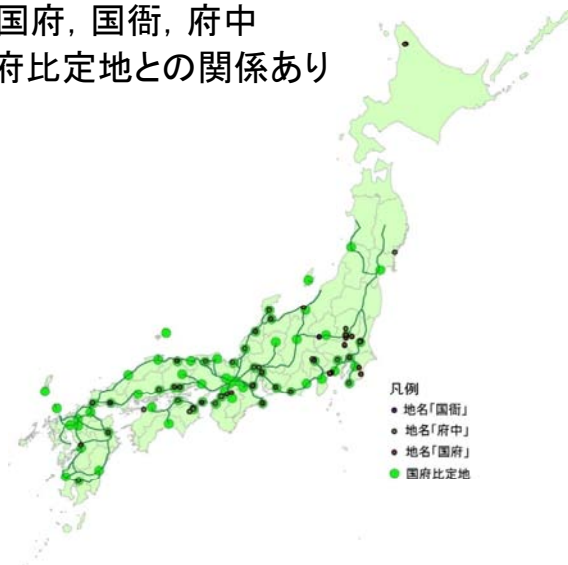 国府，国衙，府中
府比定地との関係あり
凡例
地名「国衙」
地名「府中」
地名「国府」
国府比定地